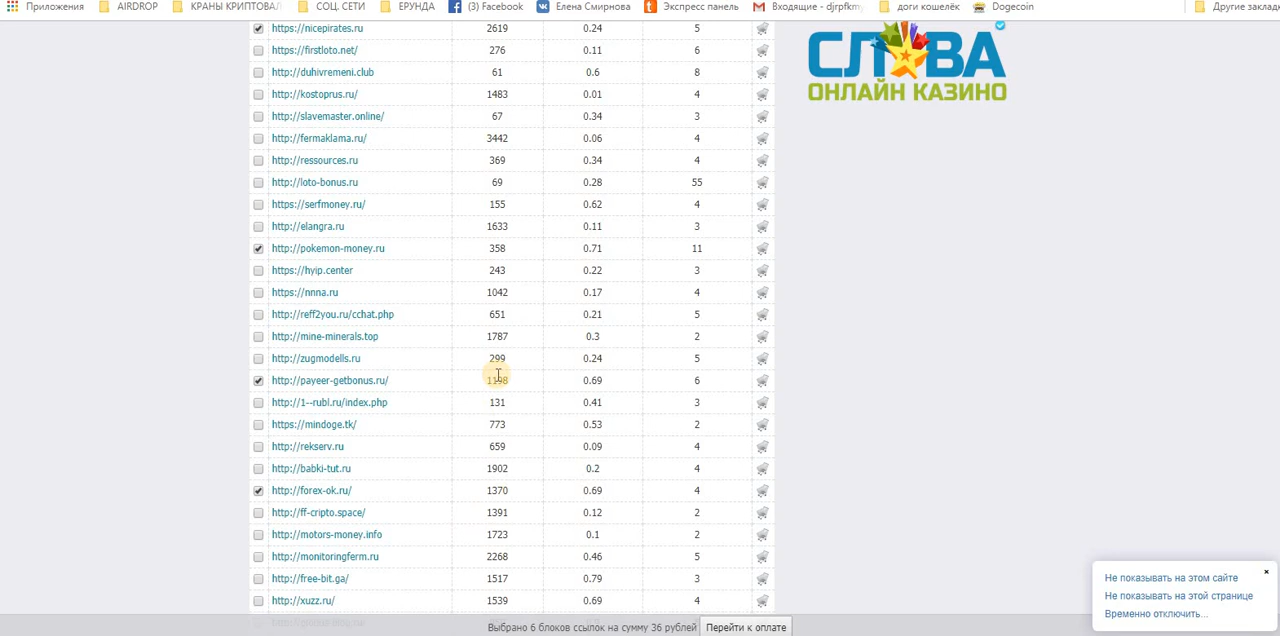 Приложения AIRDROP КРАНЫ КРИПТОВАЛ СОЦ. СЕТИ ЕРУНДА (3) Facebook Елена Смирнова Экспресс панель Входящие - djrpfkmy доги кошелёк Dogecoin Другие заклад
https://nicepirates.ru 2619 0.24 5
https://firstloto.net/ 276 0.11 6
http://duhivremeni.club 61 0.6 8
http://kostoprus.ru/ 1483 0.01 4
http://slavemaster.online/ 67 0.34 3
http://fermaklama.ru/ 3442 0.06 4
http://ressources.ru 369 0.34 4
http://loto-bonus.ru 69 0.28 55
https://serfmoney.ru/ 155 0.62 4
http://elangra.ru 1633 0.11 3
http://pokemon-money.ru 358 0.71 11
https://hyip.center 243 0.22 3
https://nnna.ru 1042 0.17 4
http://reff2you.ru/cchat.php 651 0.21 5
http://mine-minerals.top 1787 0.3 2
http://zugmodells.ru 299 0.24 5
http://payeer-getbonus.ru/ 1198 0.69 6
http://1--rubl.ru/index.php 131 0.41 3
https://mindoge.tk/ 773 0.53 2
http://rekserv.ru 659 0.09 4
http://babki-tut.ru 1902 0.2 4
http://forex-ok.ru/ 1370 0.69 4
http://ff-cripto.space/ 1391 0.12 2
http://motors-money.info 1723 0.1 2
http://monitoringferm.ru 2268 0.46 5
http://free-bit.ga/ 1517 0.79 3
http://xuzz.ru/ 1539 0.69 4
Выбрано 6 блоков ссылок на сумму 36 рублей Перейти к оплате
СЛОВА
ОНЛАЙН КАЗИНО
Не показывать на этом сайте
Не показывать на этой странице
Временно отключить...